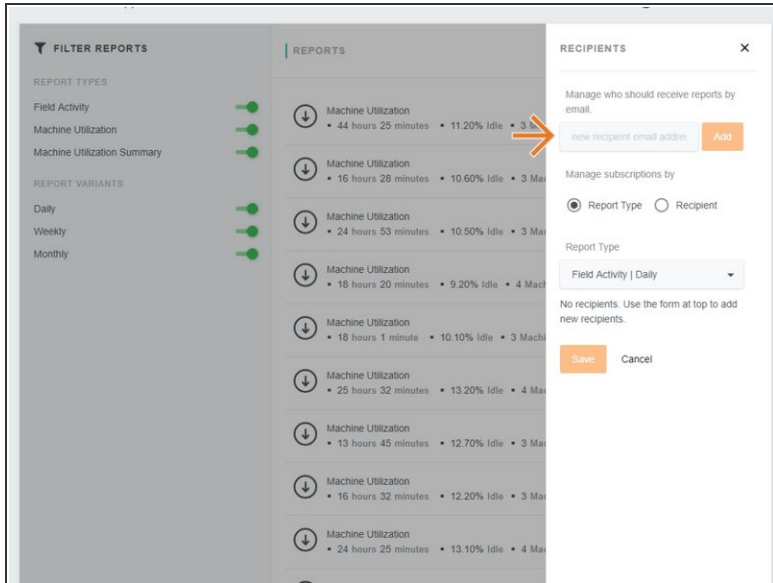 FILTER REPORTS
REPORT TYPES
Field Activity
Machine Utilization
Machine Utilization Summary
REPORT VARIANTS
Daily
Weekly
Monthly
REPORTS
Machine Utilization
• 44 hours 25 minutes • 11.20% Idle • 3 M
Machine Utilization
• 16 hours 28 minutes • 10.60% Idle • 3 Mac
Machine Utilization
• 24 hours 53 minutes • 10.50% Idle • 3 Mac
Machine Utilization
• 18 hours 20 minutes • 9.20% Idle • 4 Mach
Machine Utilization
• 18 hours 1 minute • 10.10% Idle • 3 Machi
Machine Utilization
• 25 hours 32 minutes • 13.20% Idle • 4 Mac
Machine Utilization
• 13 hours 45 minutes • 12.70% Idle • 3 Mac
Machine Utilization
• 16 hours 32 minutes • 12.20% Idle • 3 Mac
Machine Utilization
• 24 hours 25 minutes • 13.10% Idle • 4 Mac
RECIPIENTS
Manage who should receive reports by
email.
new recipient email addres
Add
Manage subscriptions by
Report Type
Recipient
Report Type
Field Activity | Daily
No recipients. Use the form at top to add
new recipients.
Save
Cancel